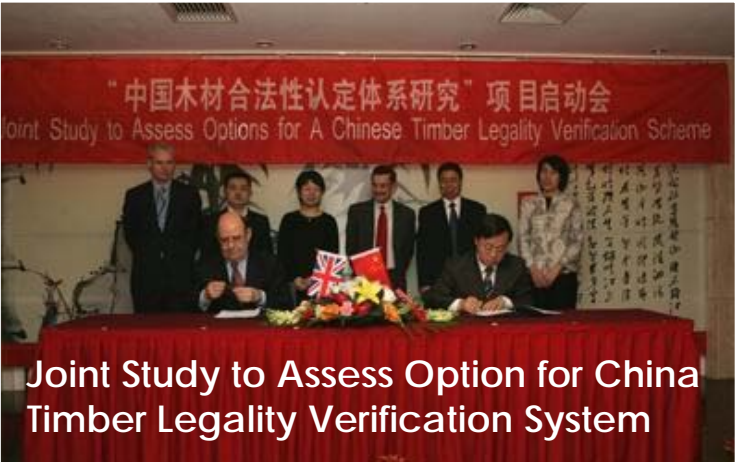 “中国木材合法性认定体系研究”项目启动会
Joint Study to Assess Options for A Chinese Timber Legality Verification Scheme
Joint Study to Assess Option for China
Timber Legality Verification System